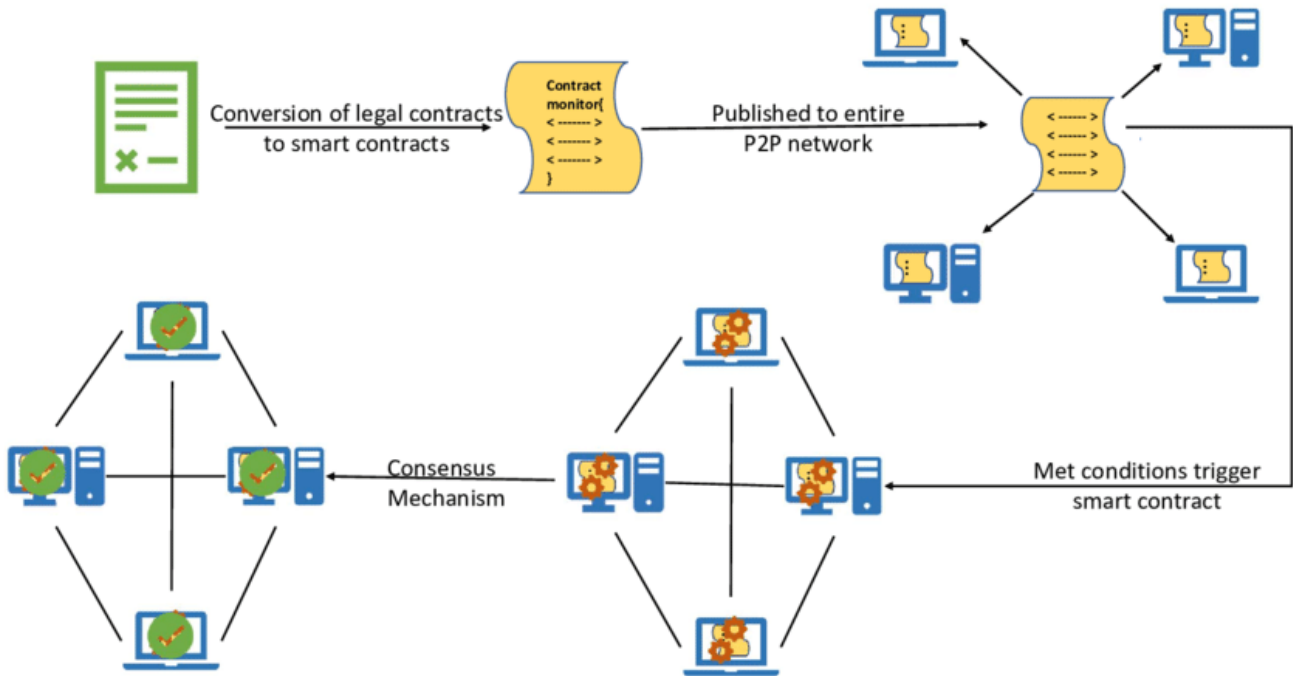 Conversion of legal contracts
to smart contracts
Contract
monitor{
< ------- >
< ------- >
< ------- >
}
Published to entire
P2P network
< ------ >
< ------ >
< ------ >
< ------ >
Met conditions trigger
smart contract
Consensus
Mechanism